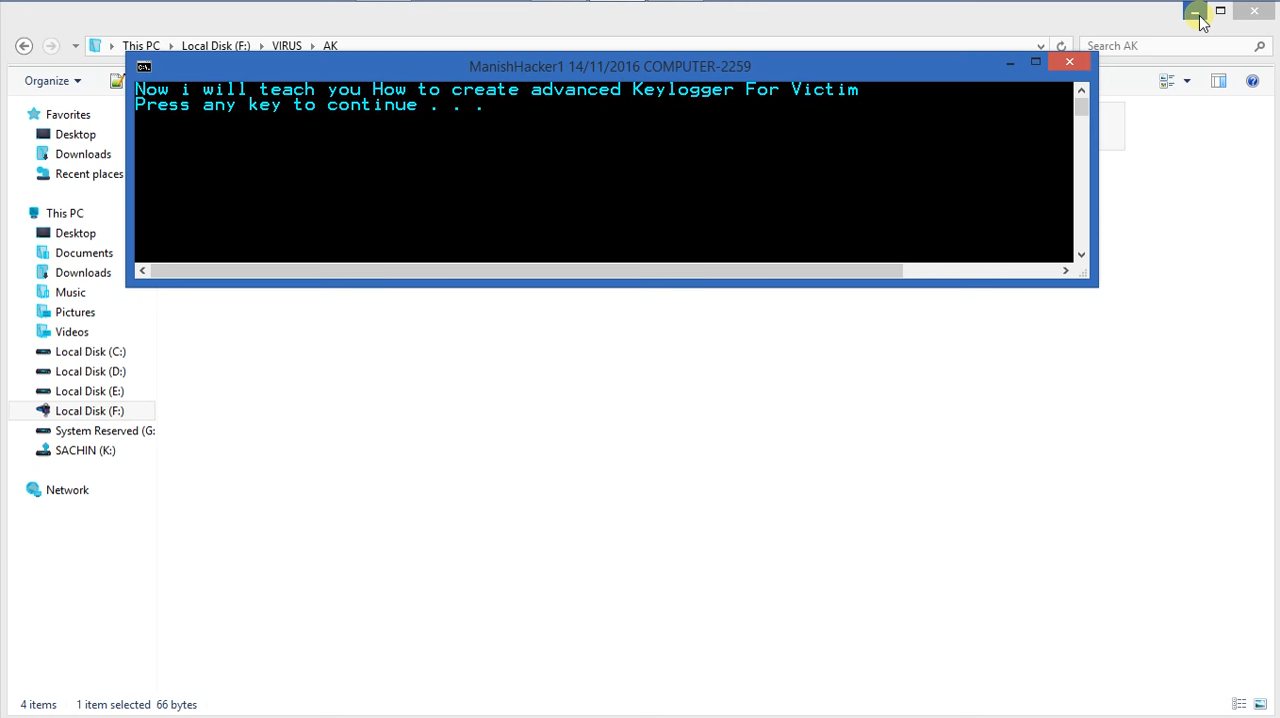 This PC
Local Disk (F:)
VIRUS
AK
Search AK
ManishHacker1 14/11/2016 COMPUTER-2259
Organize
Now i will teach you How to create advanced Keylogger For Victim
Press any key to continue . . .
Favorites
Desktop
Downloads
Recent places
This PC
Desktop
Documents
Downloads
Music
Pictures
Videos
Local Disk (C:)
Local Disk (D:)
Local Disk (E:)
Local Disk (F:)
System Reserved (G:
SACHIN (K:)
Network
4 items 1 item selected 66 bytes